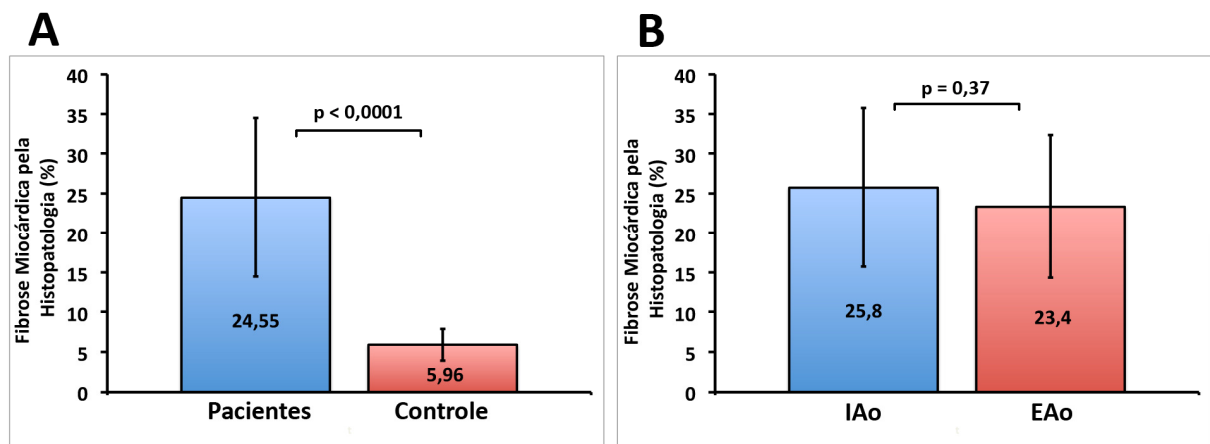 A
Fibrose Miocárdica pela
Histopatologia (%)
40
35
30
25
20
15
10
5
0
p < 0,0001
24,55
5,96
Pacientes
Controle
B
Fibrose Miocárdica pela
Histopatologia (%)
40
35
30
25
20
15
10
5
0
p = 0,37
25,8
23,4
IAo
EAo